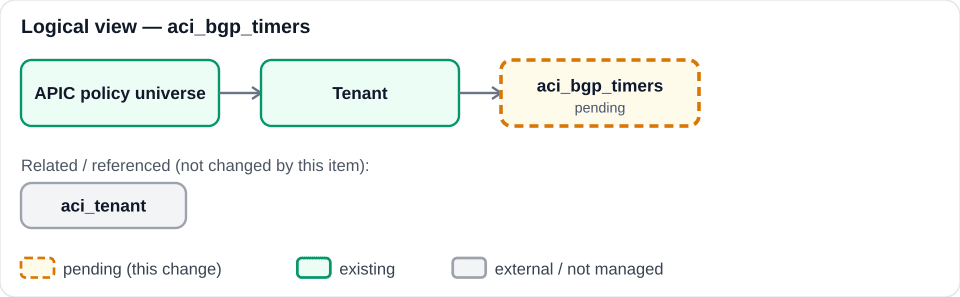 Logical view — aci_bgp_timers
APIC policy universe
Tenant
aci_bgp_timers
pending
Related / referenced (not changed by this item):
aci_tenant
pending (this change)
existing
external / not managed